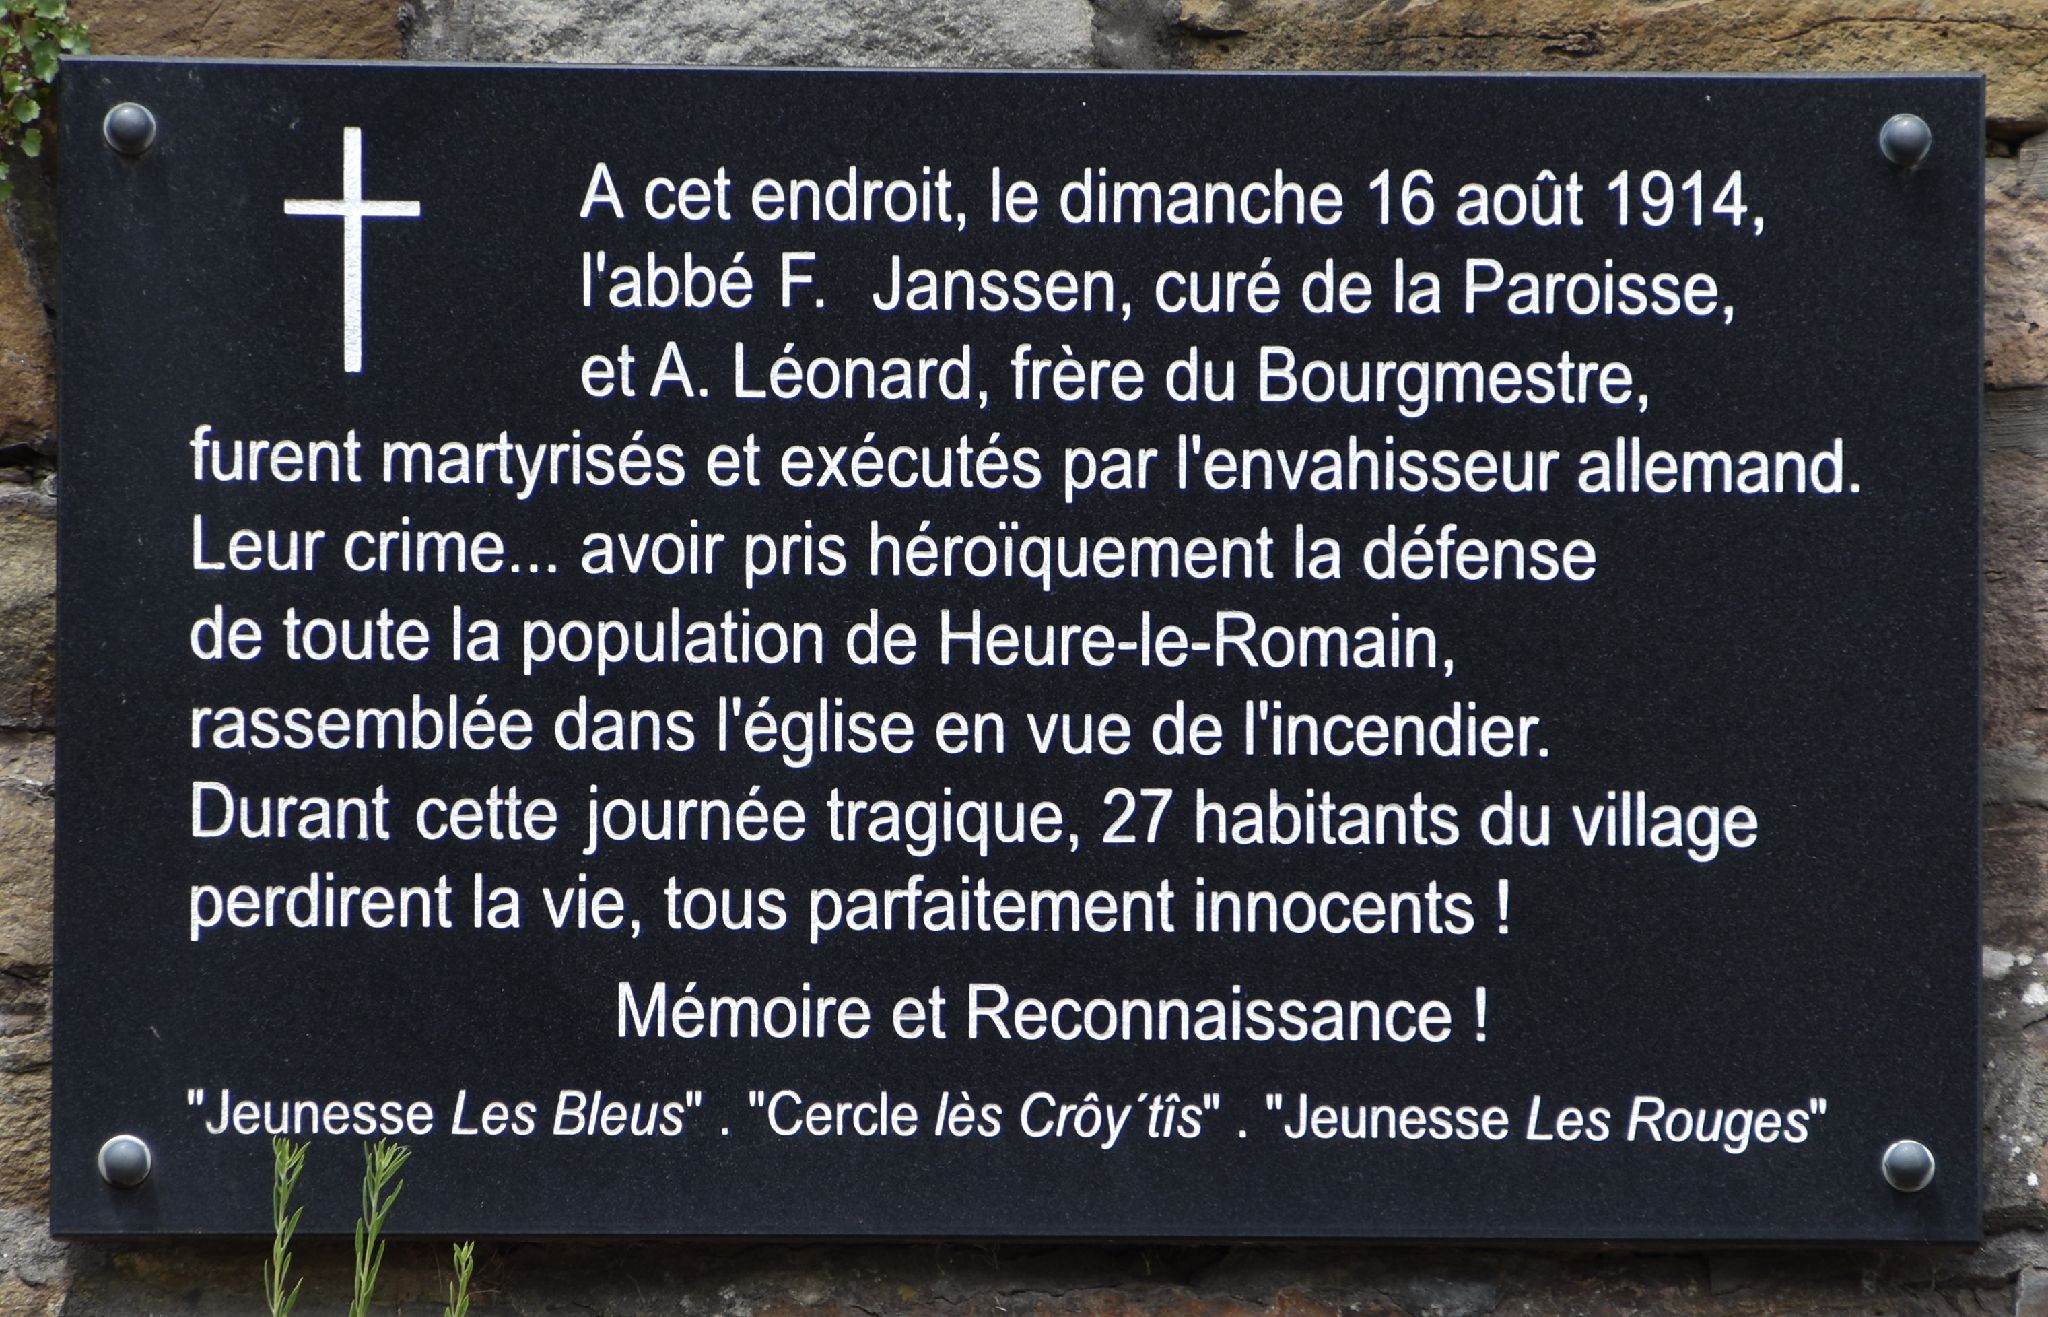 A cet endroit, le dimanche 16 août 1914,
l'abbé F. Janssen, curé de la Paroisse,
et A. Léonard, frère du Bourgmestre,
furent martyrisés et exécutés par l'envahisseur allemand.
Leur crime... avoir pris héroïquement la défense
de toute la population de Heure-le-Romain,
rassemblée dans l'église en vue de l'incendier.
Durant cette journée tragique, 27 habitants du village
perdirent la vie, tous parfaitement innocents !
Mémoire et Reconnaissance !
"Jeunesse Les Bleus" . "Cercle lès Crôy´tîs" . "Jeunesse Les Rouges"